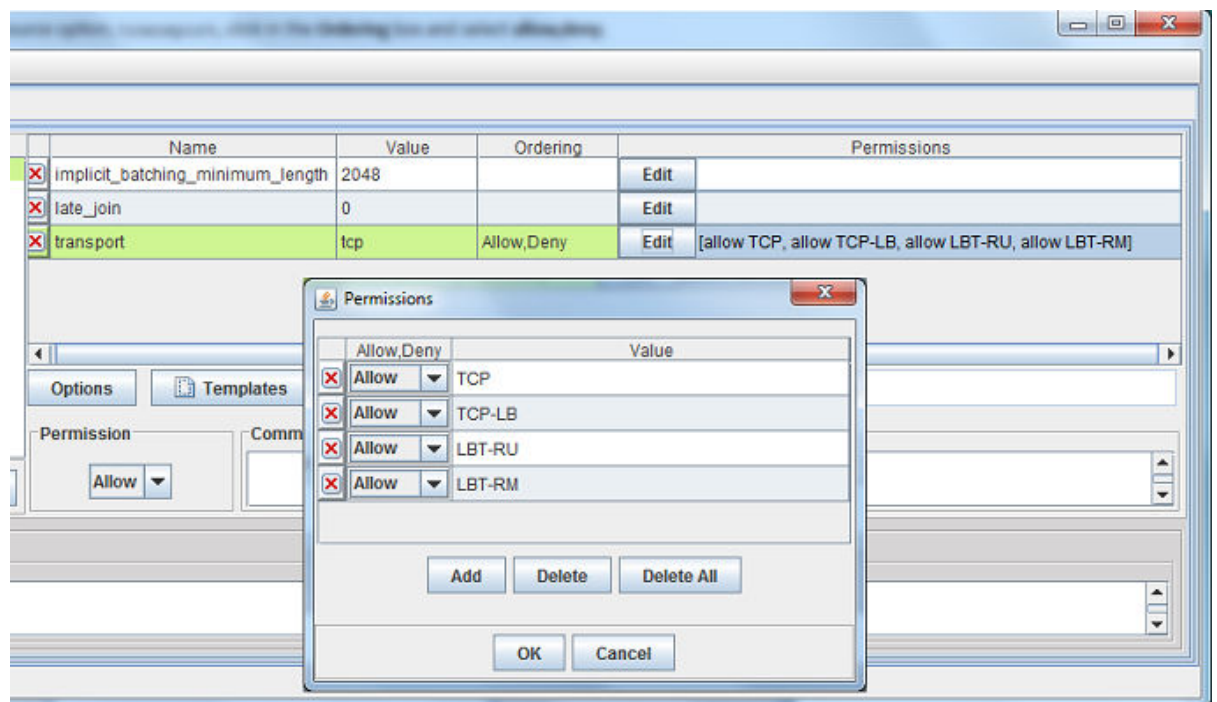 Name Value Ordering Permissions
implicit_batching_minimum_length 2048 Edit
late_join 0 Edit
transport tcp Allow,Deny Edit [allow TCP, allow TCP-LB, allow LBT-RU, allow LBT-RM]
Permissions
Allow,Deny Value
Allow TCP
Allow TCP-LB
Allow LBT-RU
Allow LBT-RM
Add Delete Delete All
OK Cancel
Options Templates
Permission Comm
Allow